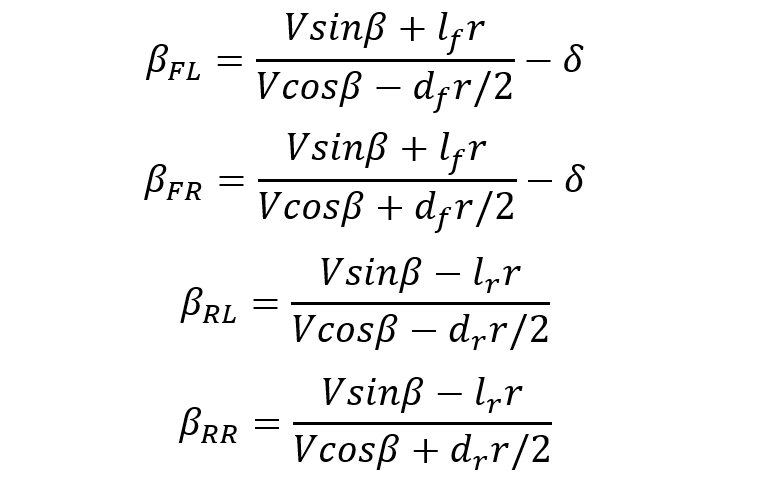 β_FL = (Vsinβ + l_f r)/(Vcosβ − d_f r/2) − δ
β_FR = (Vsinβ + l_f r)/(Vcosβ + d_f r/2) − δ
β_RL = (Vsinβ − l_r r)/(Vcosβ − d_r r/2)
β_RR = (Vsinβ − l_r r)/(Vcosβ + d_r r/2)